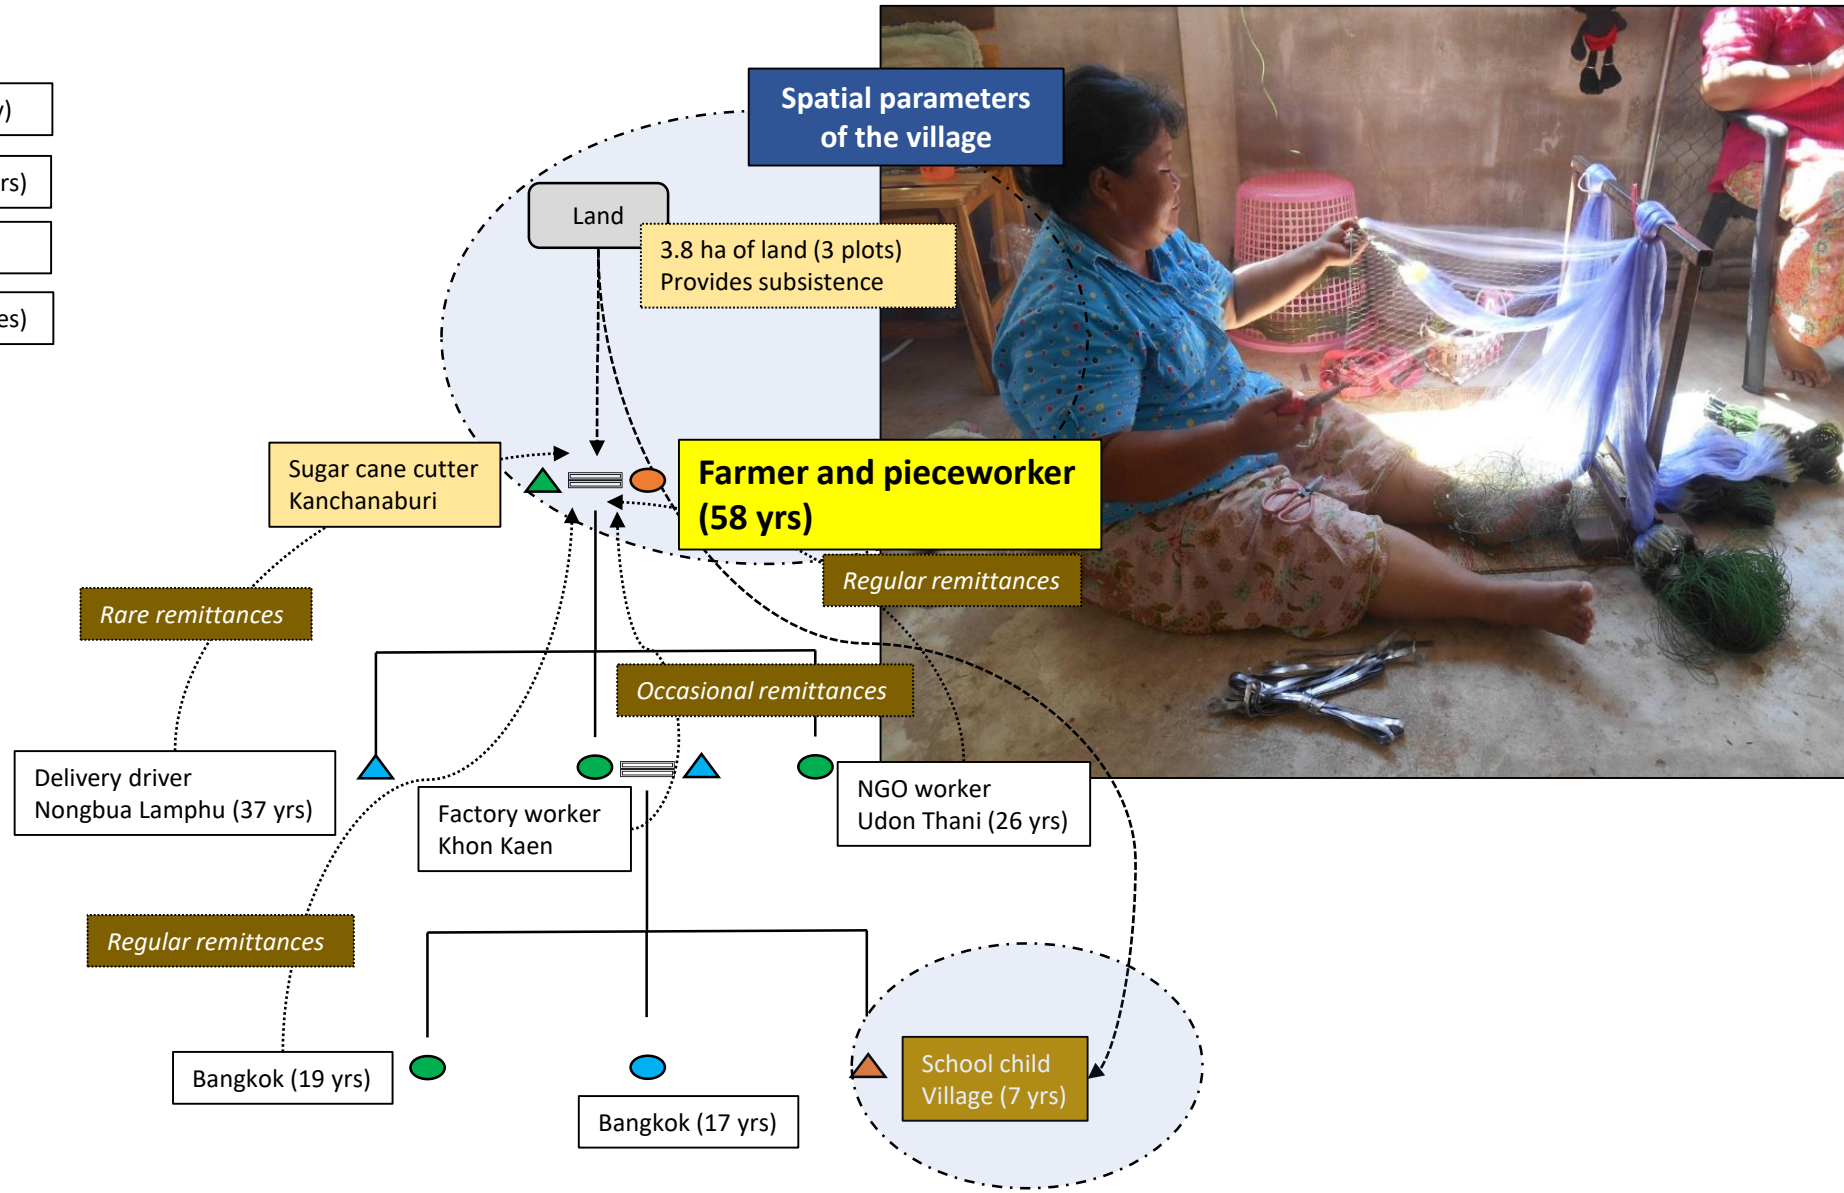 y)
rs)
es)
Spatial parameters
of the village
Land
3.8 ha of land (3 plots)
Provides subsistence
Sugar cane cutter
Kanchanaburi
Farmer and pieceworker
(58 yrs)
Regular remittances
Rare remittances
Occasional remittances
Delivery driver
Nongbua Lamphu (37 yrs)
Factory worker
Khon Kaen
NGO worker
Udon Thani (26 yrs)
Regular remittances
Bangkok (19 yrs)
Bangkok (17 yrs)
School child
Village (7 yrs)